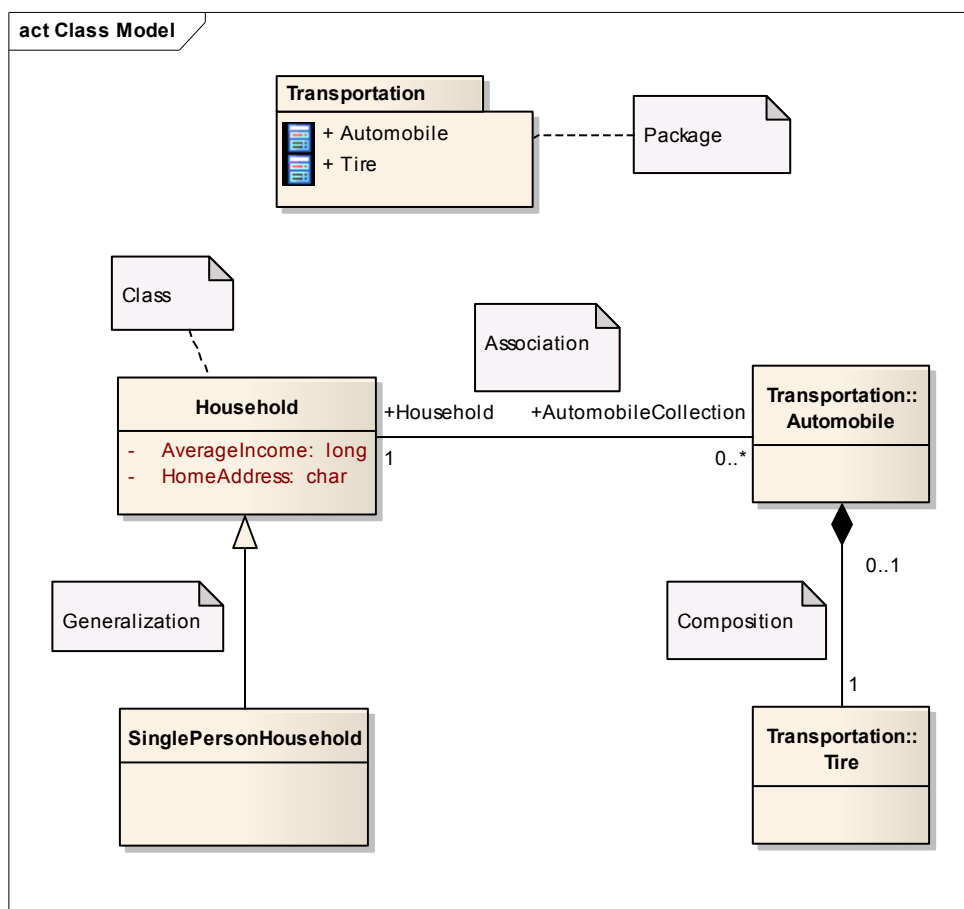 act Class Model
Transportation
+ Automobile
+ Tire
Package
Class
Association
Household
- AverageIncome: long
- HomeAddress: char
+Household
+AutomobileCollection
1
0..*
Transportation::
Automobile
0..1
Generalization
Composition
1
SinglePersonHousehold
Transportation::
Tire